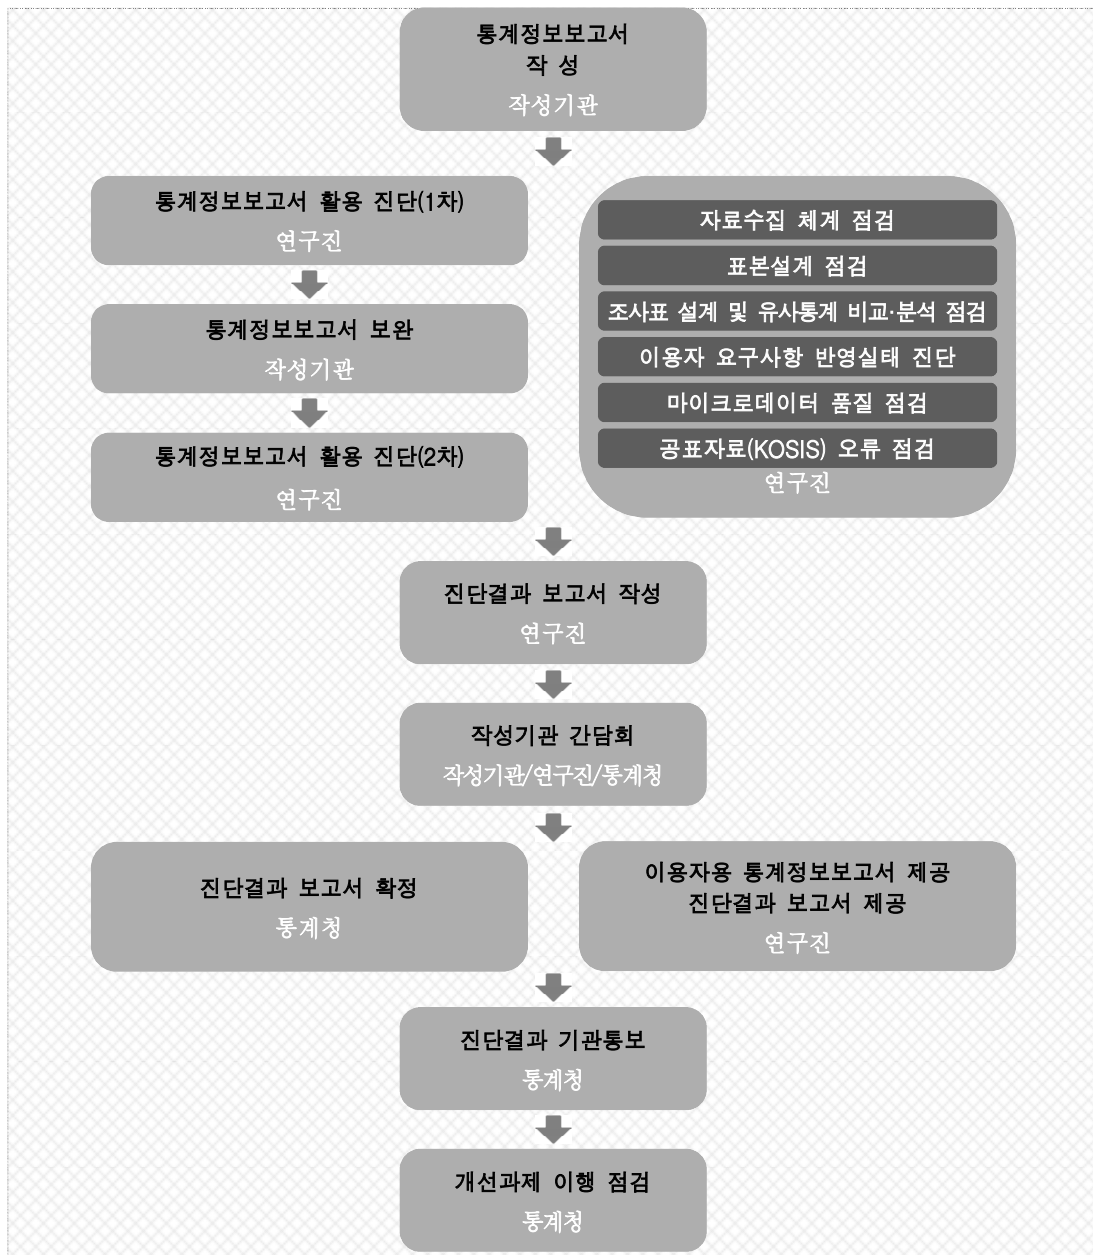 통계정보보고서
작 성
작성기관
통계정보보고서 활용 진단(1차)
연구진
통계정보보고서 보완
작성기관
통계정보보고서 활용 진단(2차)
연구진
자료수집 체계 점검
표본설계 점검
조사표 설계 및 유사통계 비교·분석 점검
이용자 요구사항 반영실태 진단
마이크로데이터 품질 점검
공표자료(KOSIS) 오류 점검
연구진
진단결과 보고서 작성
연구진
작성기관 간담회
작성기관/연구진/통계청
진단결과 보고서 확정
통계청
이용자용 통계정보보고서 제공
진단결과 보고서 제공
연구진
진단결과 기관통보
통계청
개선과제 이행 점검
통계청